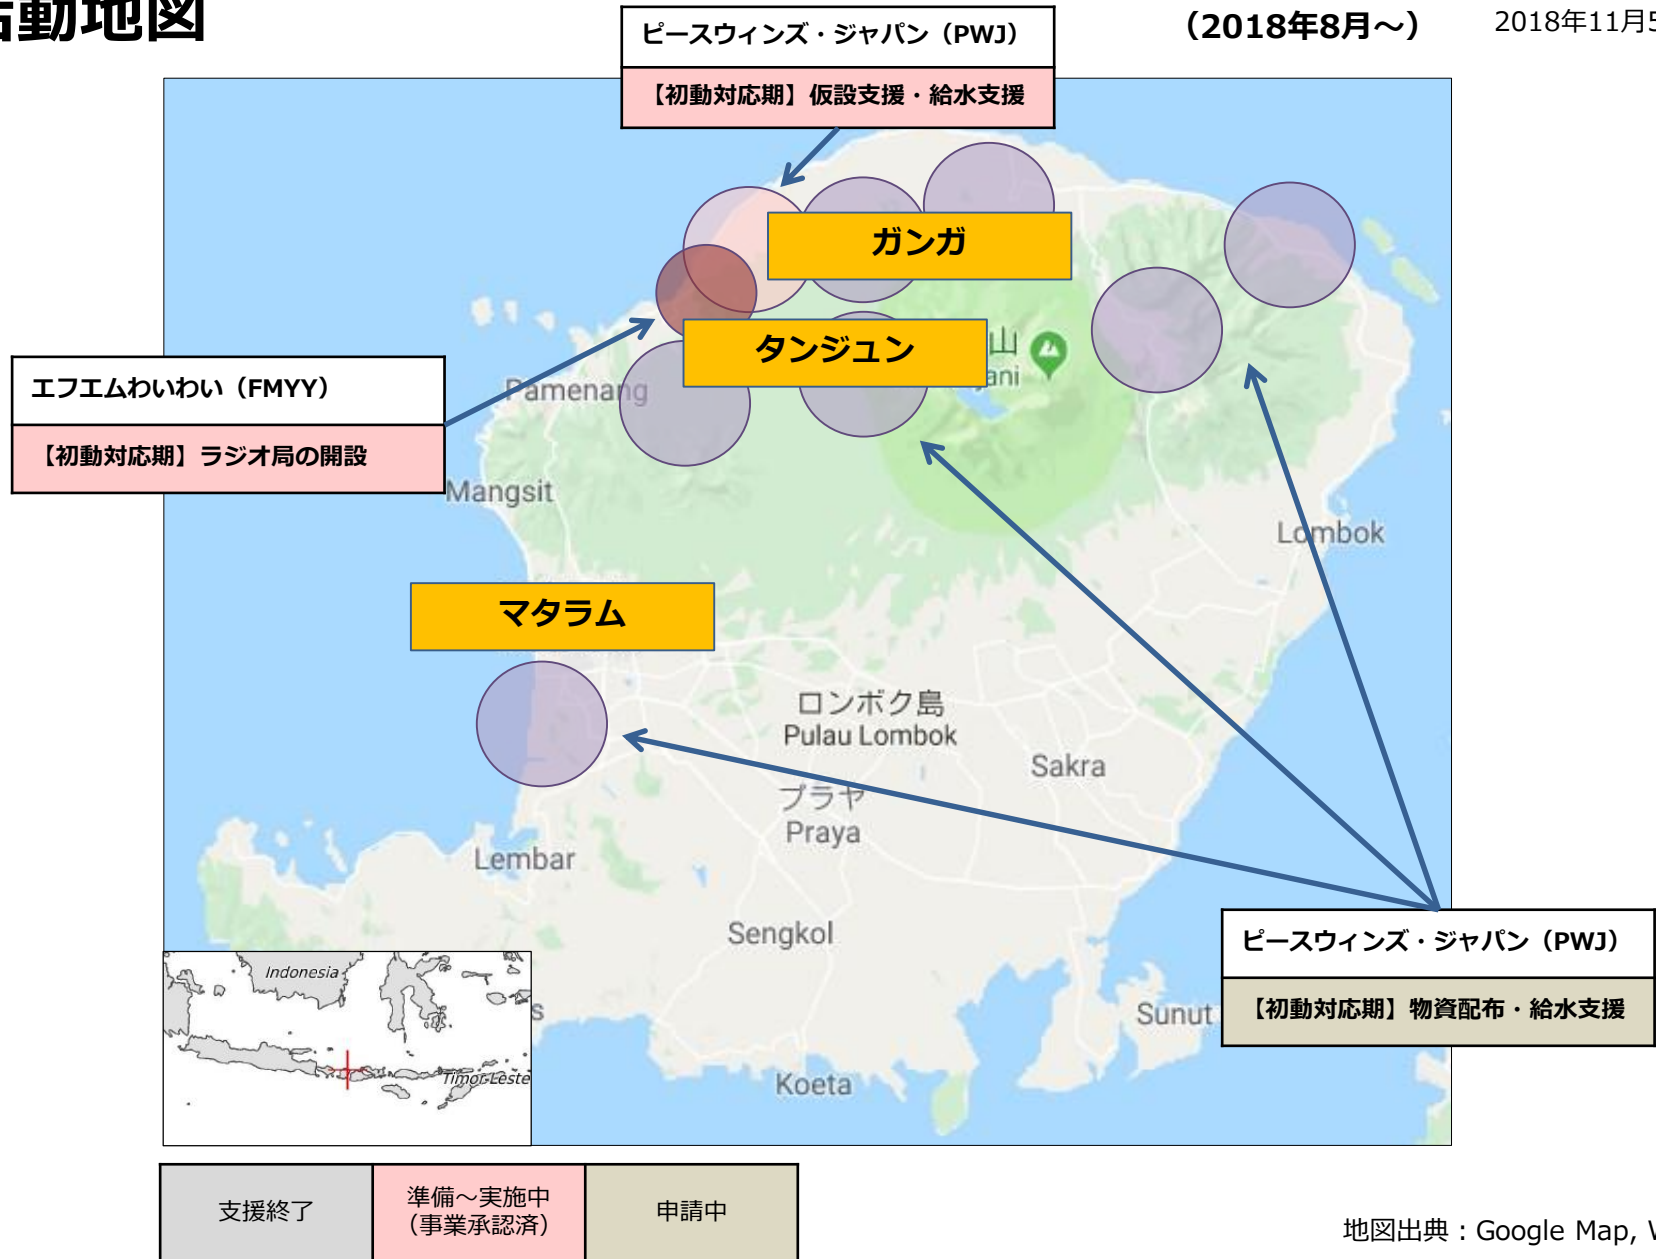 活動地図
（2018年8月～）
2018年11月5
ピースウィンズ・ジャパン（PWJ）
【初動対応期】仮設支援・給水支援
ガンガ
タンジュン
山
ani
エフエムわいわい（FMYY）
【初動対応期】ラジオ局の開設
Pamenang
Mangsit
Lombok
マタラム
ロンボク島
Pulau Lombok
Sakra
プラヤ
Praya
Lembar
Sengkol
ピースウィンズ・ジャパン（PWJ）
【初動対応期】物資配布・給水支援
Indonesia
Timor-Leste
s
Sunut
Koeta
支援終了
準備～実施中
（事業承認済）
申請中
地図出典：Google Map, W